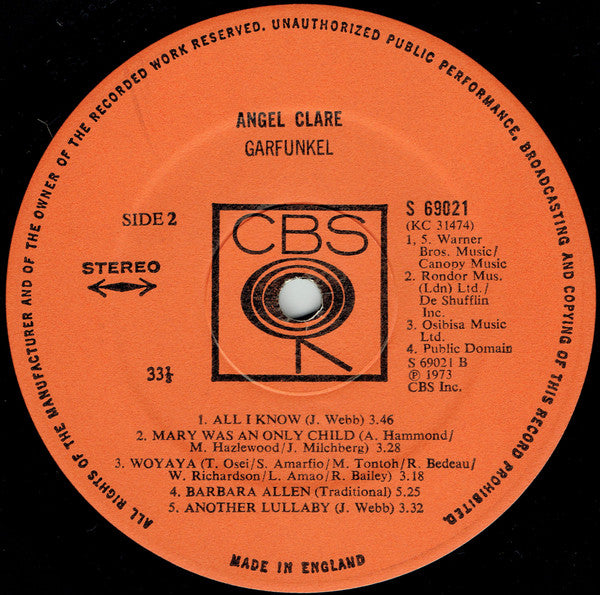 ALL RIGHTS OF THE MANUFACTURER AND OF THE OWNER OF THE RECORDED WORK RESERVED. UNAUTHORIZED PUBLIC PERFORMANCE, BROADCASTING AND COPYING OF THIS RECORD PROHIBITED.
ANGEL CLARE
GARFUNKEL
SIDE 2
STEREO
33⅓
CBS
S 69021
(KC 31474)
1, 5. Warner
Bros. Music/
Canopy Music
2. Rondor Mus.
(Ldn) Ltd./
De Shufflin
Inc.
3. Osibisa Music
Ltd.
4. Public Domain
S 69021 B
℗ 1973
CBS Inc.
1. ALL I KNOW (J. Webb) 3.46
2. MARY WAS AN ONLY CHILD (A. Hammond/
M. Hazlewood/J. Milchberg) 3.28
3. WOYAYA (T. Osei/S. Amarfio/M. Tontoh/R. Bedeau/
W. Richardson/L. Amao/R. Bailey) 3.18
4. BARBARA ALLEN (Traditional) 5.25
5. ANOTHER LULLABY (J. Webb) 3.32
MADE IN ENGLAND